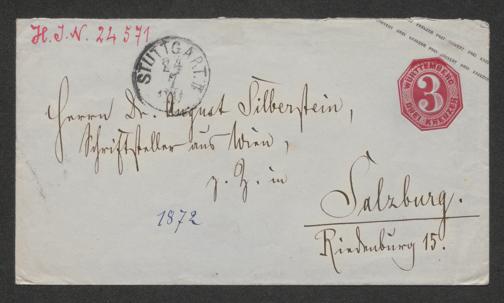 H. I. N. 24571
STUTTGART. II
24
WÜRTTEMBERG
3
DREI KREUZER
Herrn Dr. August Silberstein,
Schriftsteller aus Wien,
z. Z. in
Salzburg.
Riedenburg 15.
1872